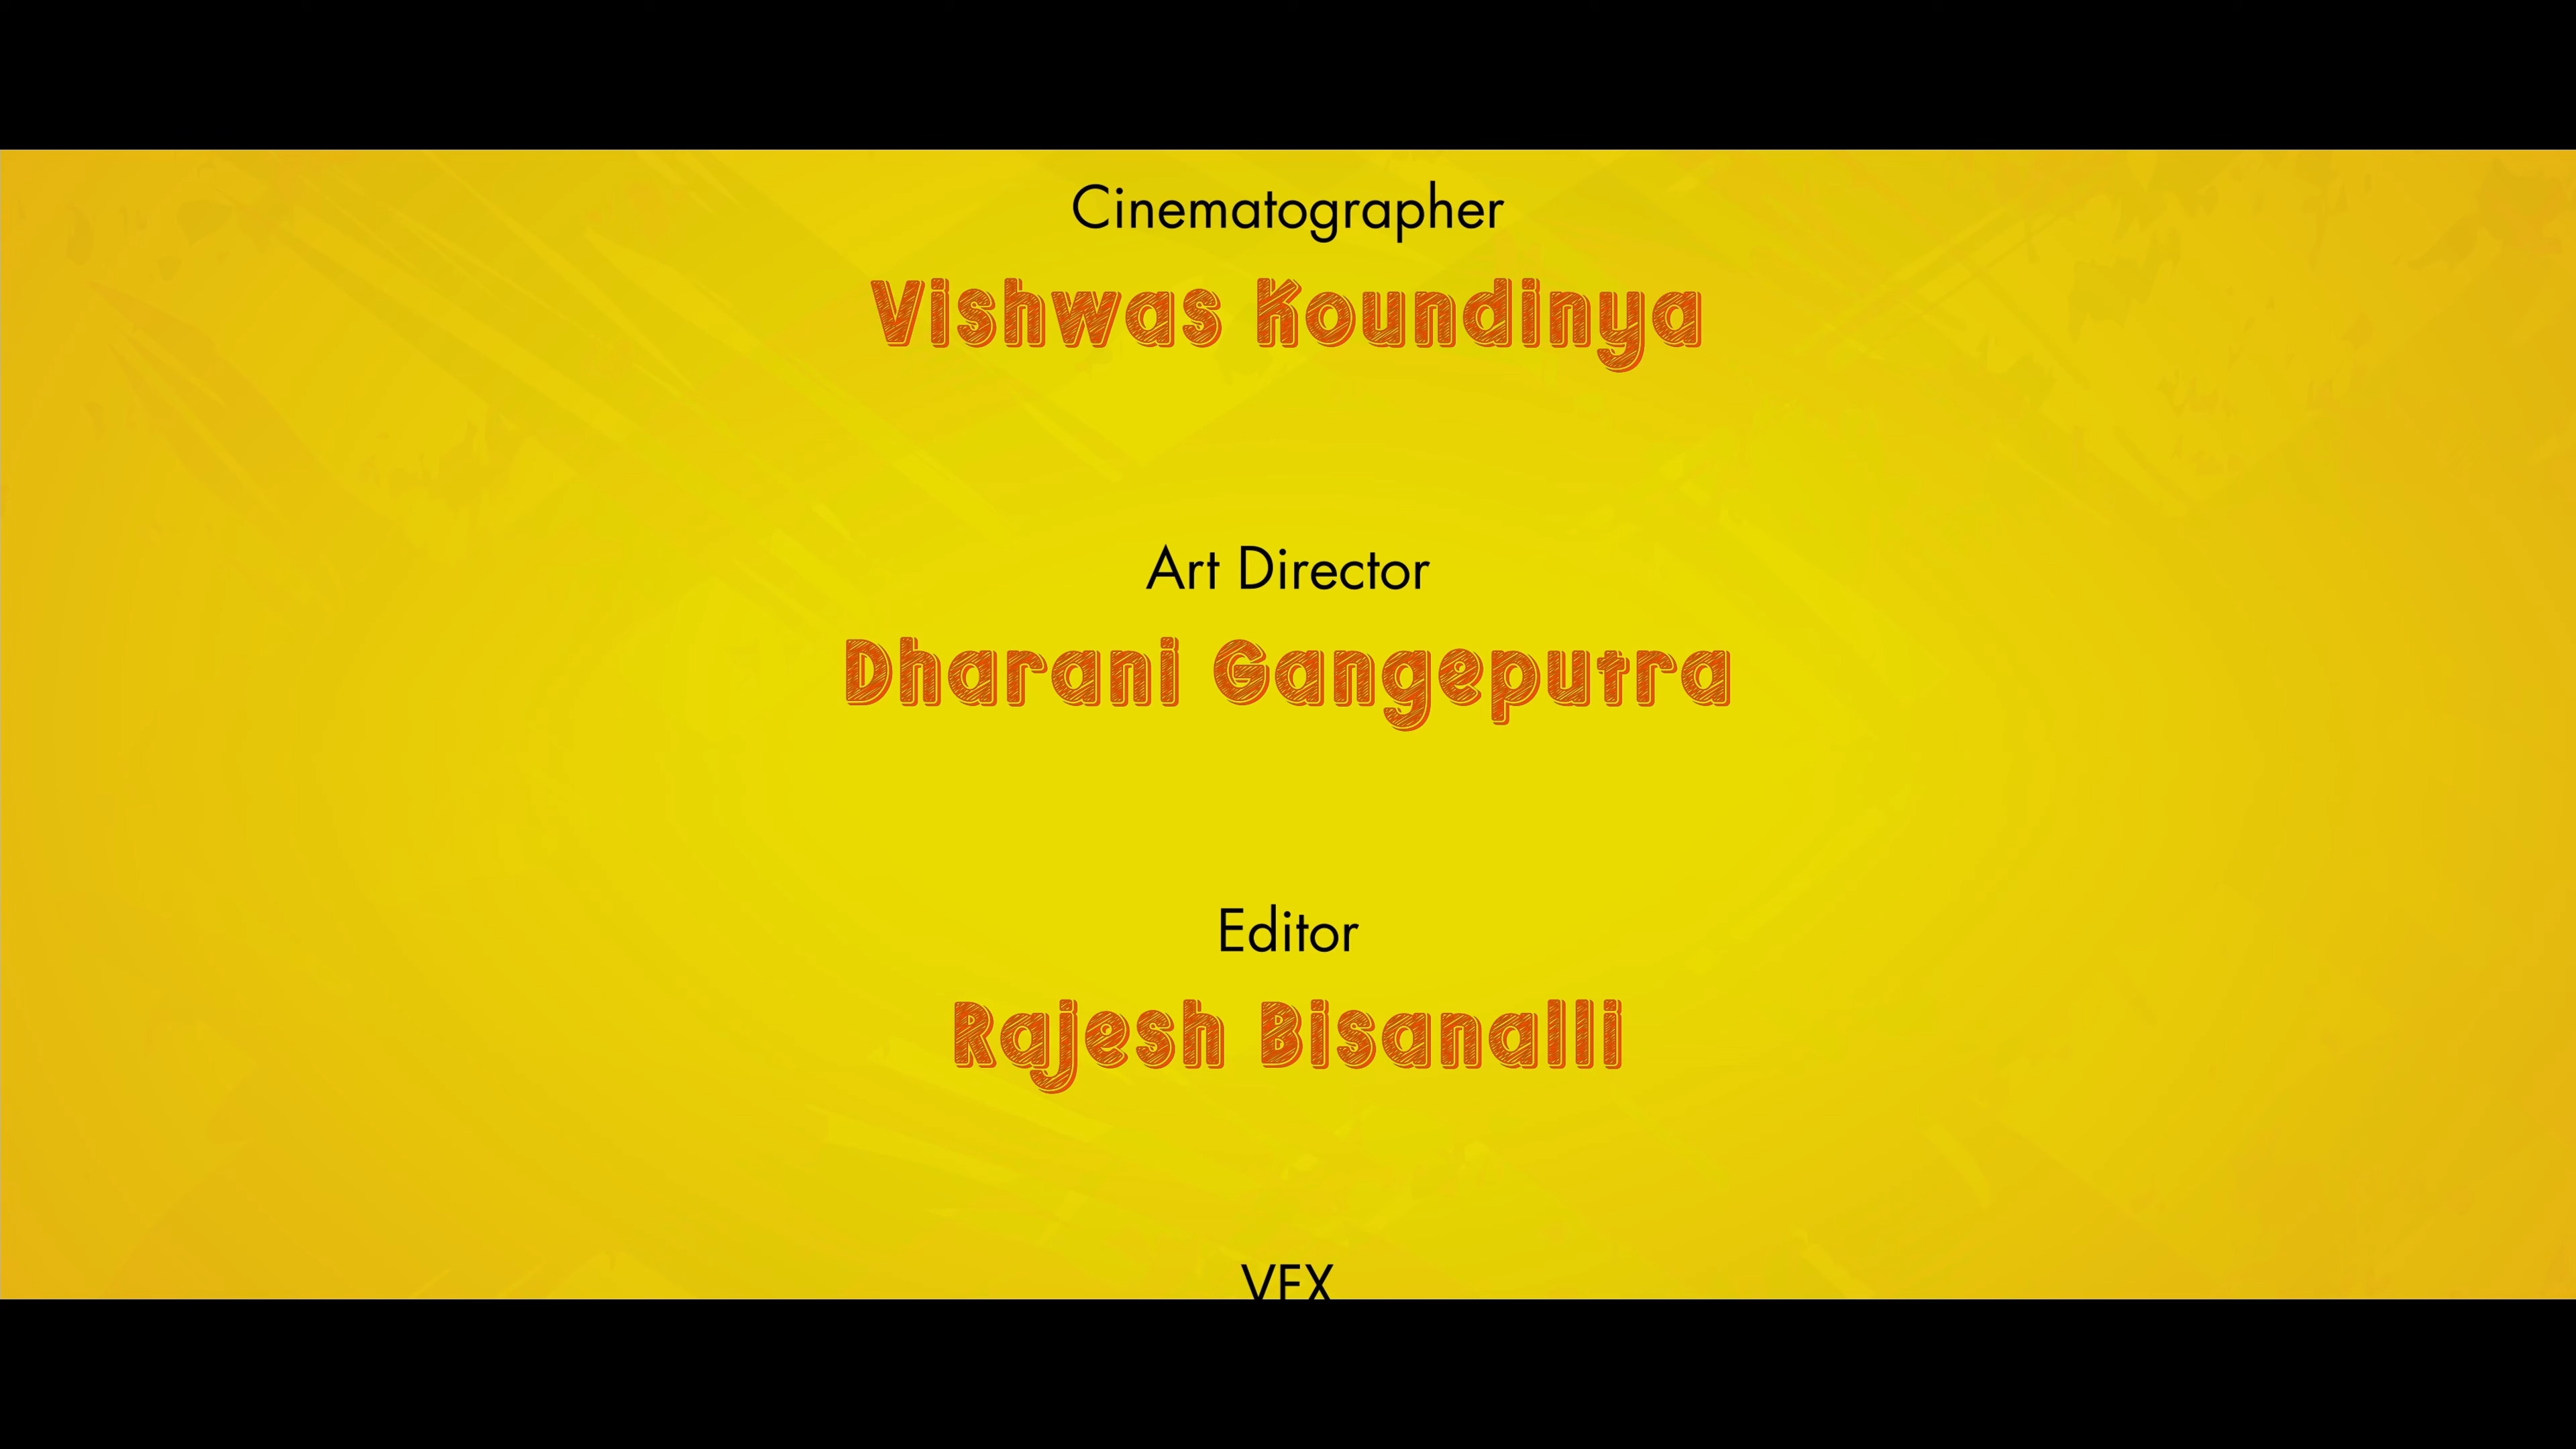 Cinematographer
Vishwas Koundinya
Art Director
Dharani Gangeputra
Editor
Rajesh Bisanalli
VFX